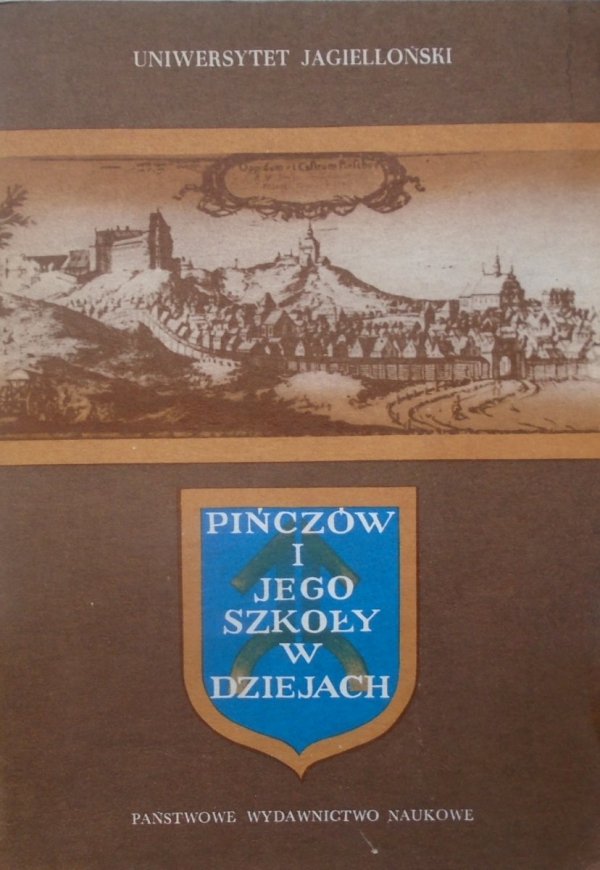 UNIWERSYTET JAGIELLOŃSKI
PIŃCZÓW
I
JEGO
SZKOŁY
W
DZIEJACH
PAŃSTWOWE WYDAWNICTWO NAUKOWE